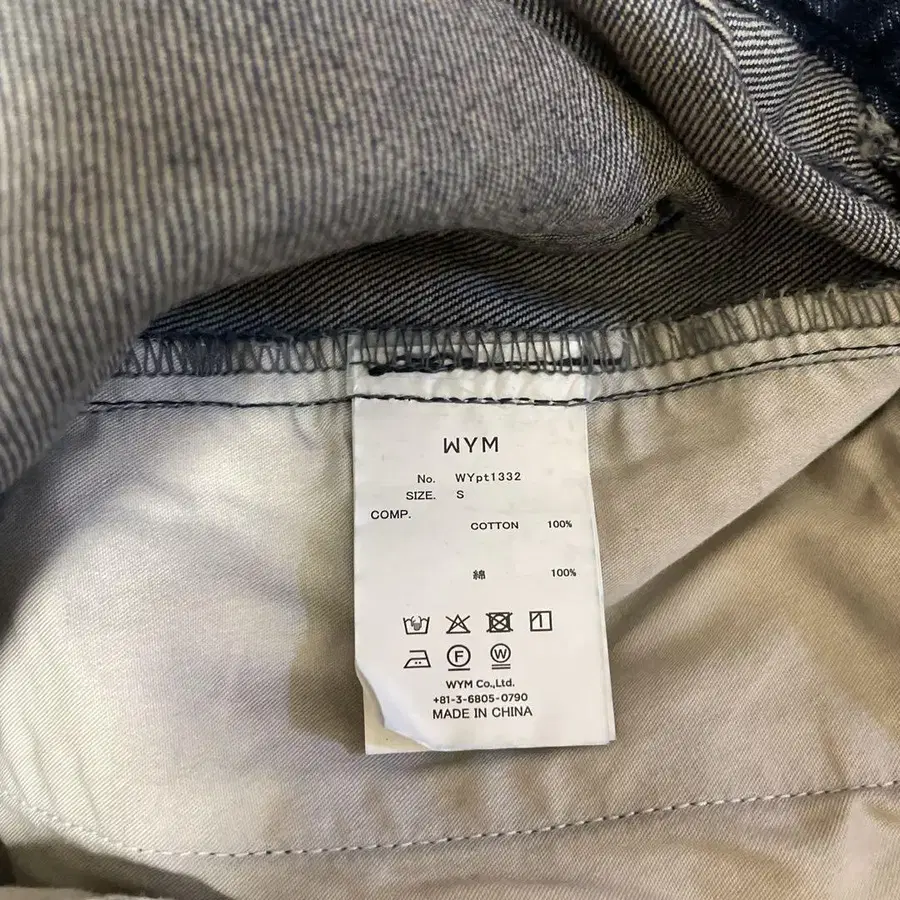 WYM
No. WYpt1332
SIZE. S
COMP.
COTTON 100%
綿 100%
F W
WYM Co.,Ltd.
+81-3-6805-0790
MADE IN CHINA